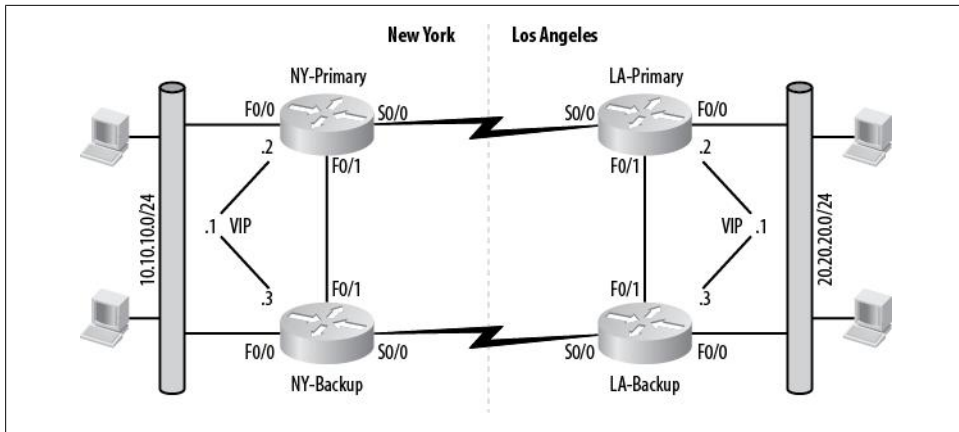 New York
Los Angeles
NY-Primary
LA-Primary
F0/0
S0/0
S0/0
F0/0
.2
F0/1
F0/1
.2
10.10.10.0/24
.1 VIP
VIP .1
20.20.20.0/24
.3
F0/1
F0/1
.3
F0/0
S0/0
S0/0
F0/0
NY-Backup
LA-Backup